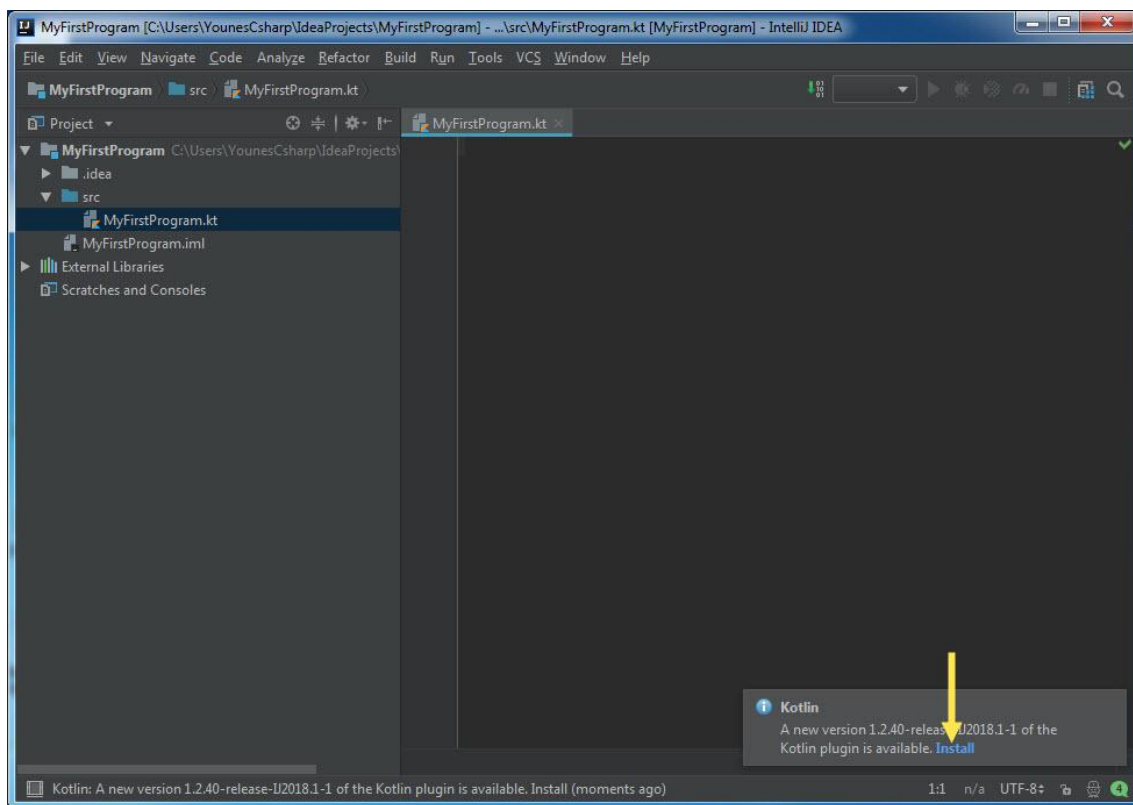 MyFirstProgram [C:\Users\YounesCsharp\IdeaProjects\MyFirstProgram] - ...\src\MyFirstProgram.kt [MyFirstProgram] - IntelliJ IDEA
File Edit View Navigate Code Analyze Refactor Build Run Tools VCS Window Help
MyFirstProgram src MyFirstProgram.kt
Project MyFirstProgram.kt
MyFirstProgram C:\Users\YounesCsharp\IdeaProjects\
.idea
src
MyFirstProgram.kt
MyFirstProgram.iml
External Libraries
Scratches and Consoles
Kotlin
A new version 1.2.40-release-IJ2018.1-1 of the
Kotlin plugin is available. Install
Kotlin: A new version 1.2.40-release-IJ2018.1-1 of the Kotlin plugin is available. Install (moments ago) 1:1 n/a UTF-8 4